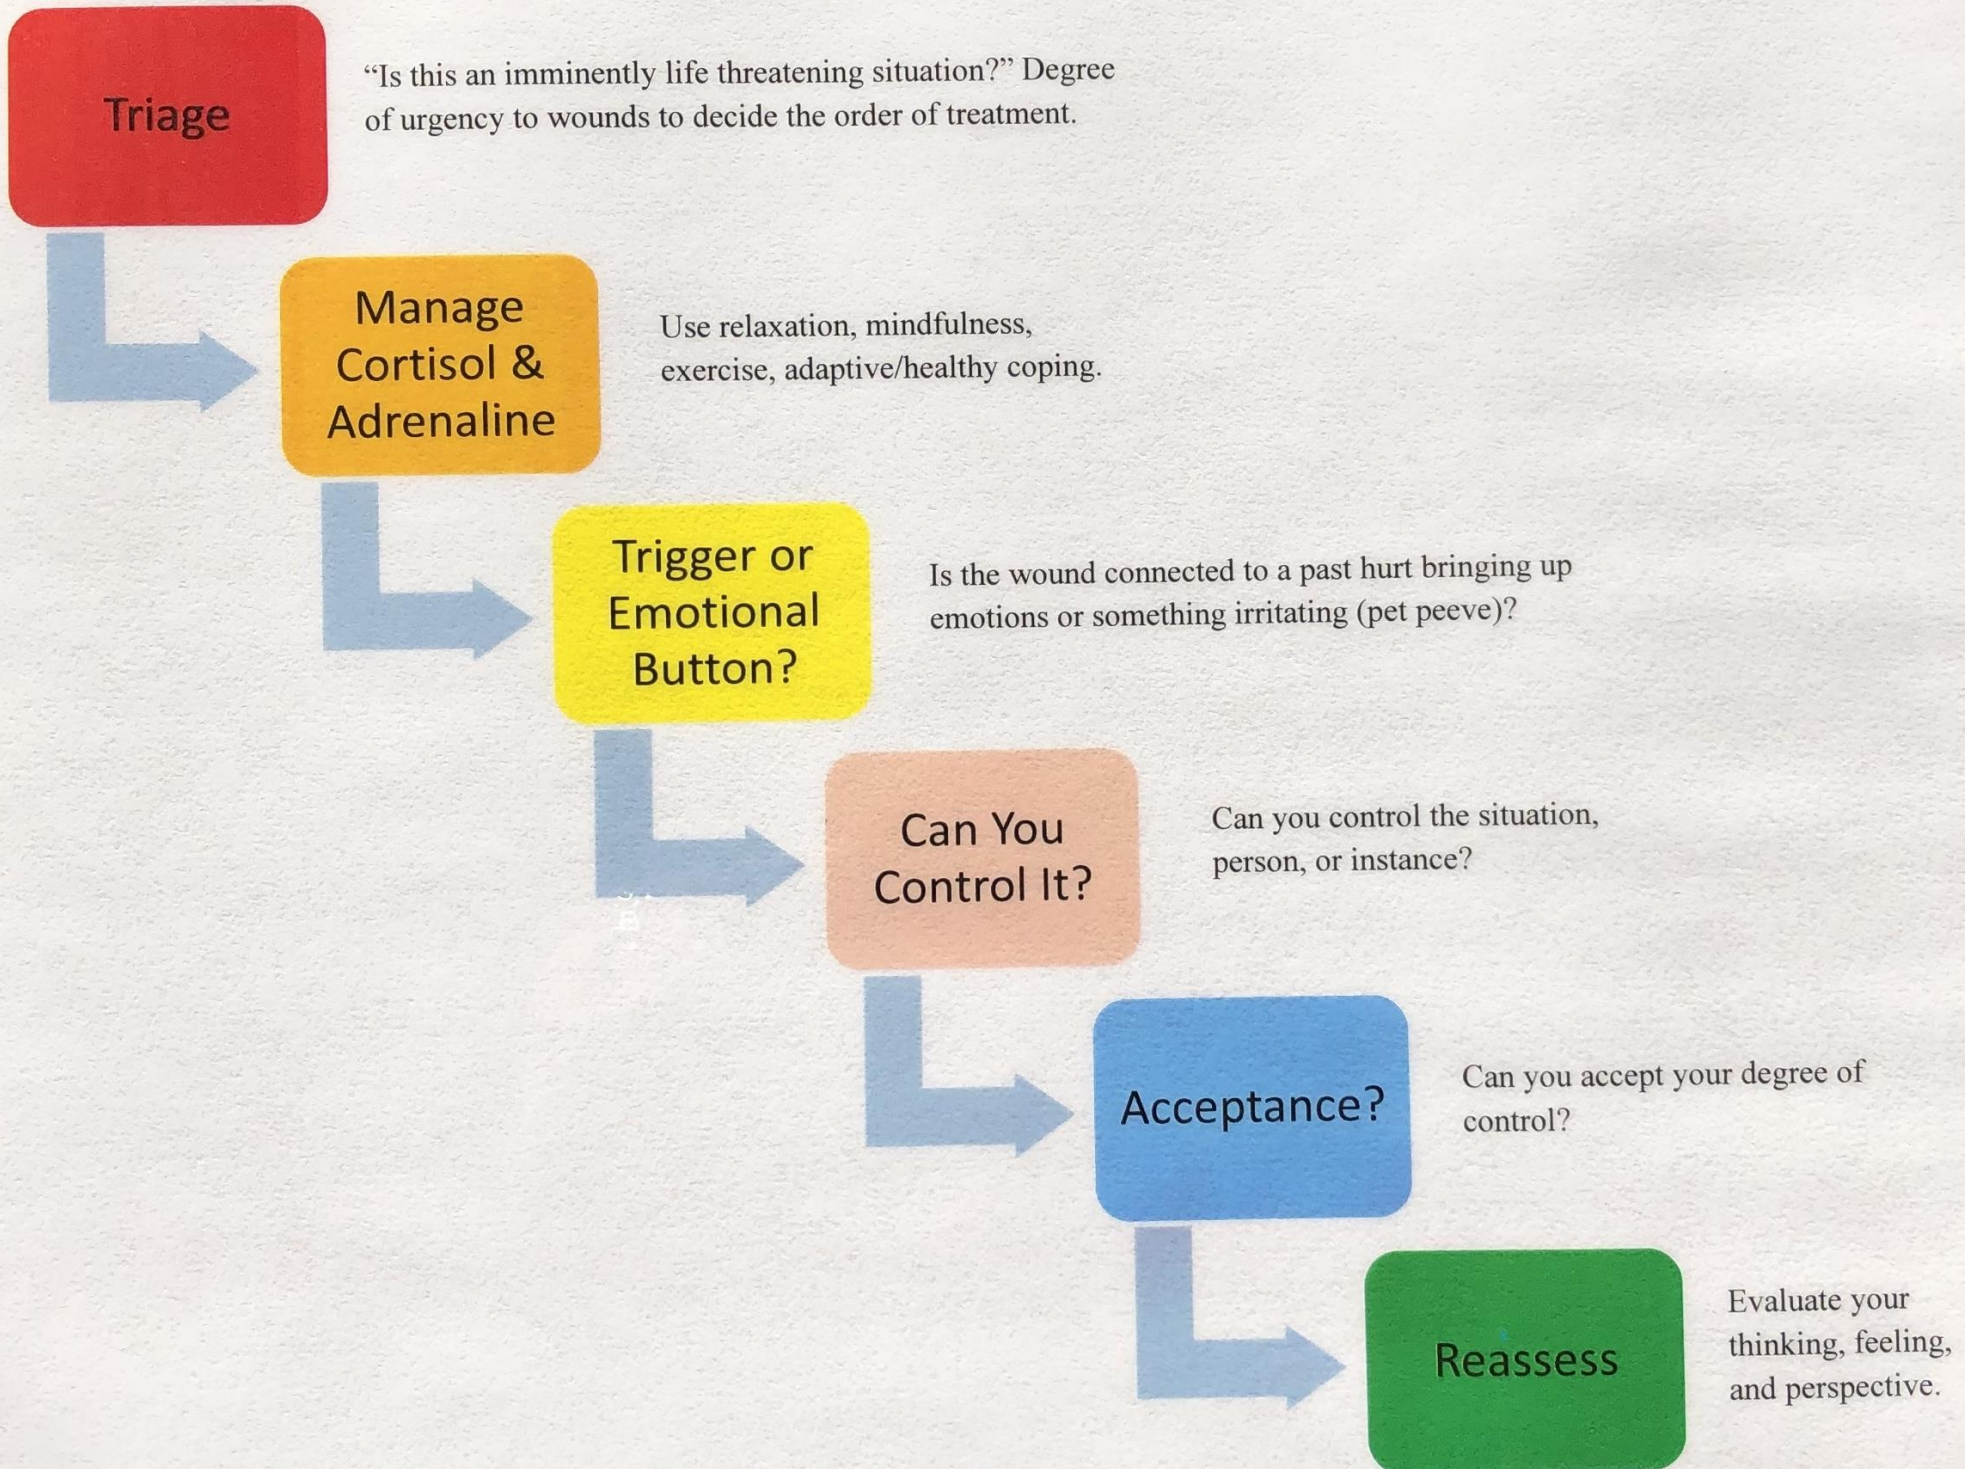 Triage
“Is this an imminently life threatening situation?” Degree
of urgency to wounds to decide the order of treatment.
Manage
Cortisol &
Adrenaline
Use relaxation, mindfulness,
exercise, adaptive/healthy coping.
Trigger or
Emotional
Button?
Is the wound connected to a past hurt bringing up
emotions or something irritating (pet peeve)?
Can You
Control It?
Can you control the situation,
person, or instance?
Acceptance?
Can you accept your degree of
control?
Reassess
Evaluate your
thinking, feeling,
and perspective.